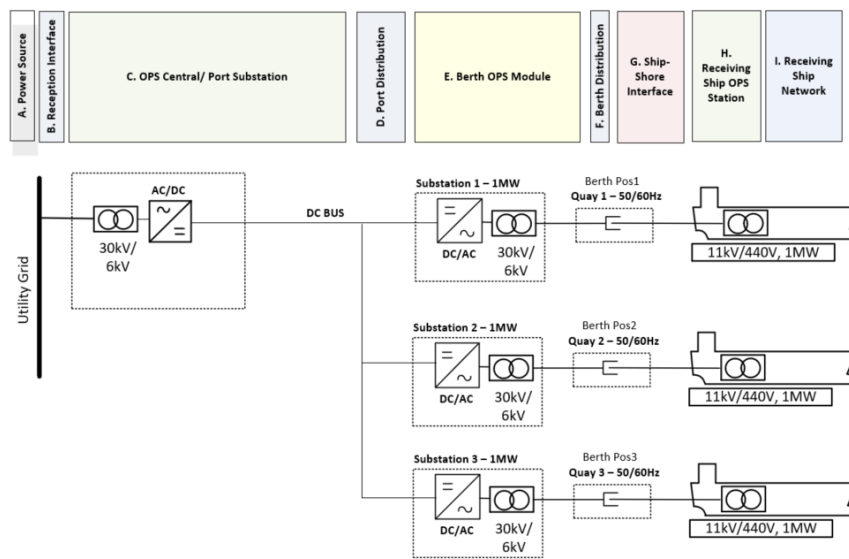 A. Power Source
B. Reception Interface
C. OPS Central/ Port Substation
D. Port Distribution
E. Berth OPS Module
F. Berth Distribution
G. Ship-
Shore
Interface
H.
Receiving
Ship OPS
Station
I. Receiving
Ship
Network
Utility Grid
AC/DC
30kV/
6kV
DC BUS
Substation 1 – 1MW
DC/AC
30kV/
6kV
Berth Pos1
Quay 1 – 50/60Hz
11kV/440V, 1MW
Substation 2 – 1MW
DC/AC
30kV/
6kV
Berth Pos2
Quay 2 – 50/60Hz
11kV/440V, 1MW
Substation 3 – 1MW
DC/AC
30kV/
6kV
Berth Pos3
Quay 3 – 50/60Hz
11kV/440V, 1MW